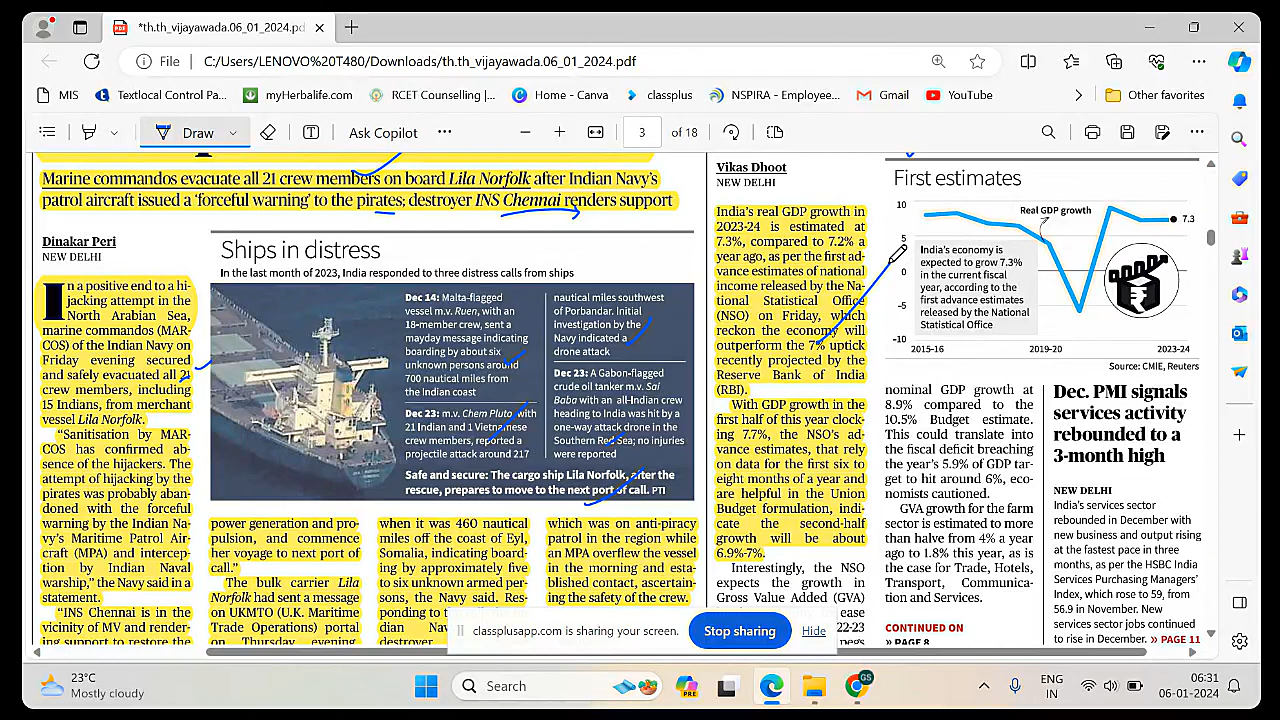 *th.th_vijayawada.06_01_2024.pd
File
C:/Users/LENOVO%20T480/Downloads/th.th_vijayawada.06_01_2024.pdf
MIS
Textlocal Control Pa...
myHerbalife.com
RCET Counselling |...
Home - Canva
classplus
NSPIRA - Employee...
Gmail
YouTube
Other favorites
Draw
Ask Copilot
3
of 18
Marine commandos evacuate all 21 crew members on board Lila Norfolk after Indian Navy's
patrol aircraft issued a 'forceful warning' to the pirates; destroyer INS Chennai renders support
Dinakar Peri
NEW DELHI
In a positive end to a hi-
jacking attempt in the
North Arabian Sea,
marine commandos (MAR-
COS) of the Indian Navy on
Friday evening secured
and safely evacuated all 21
crew members, including
15 Indians, from merchant
vessel Lila Norfolk.
"Sanitisation by MAR-
COS has confirmed ab-
sence of the hijackers. The
attempt of hijacking by the
pirates was probably aban-
doned with the forceful
warning by the Indian Na-
vy's Maritime Patrol Air-
craft (MPA) and intercep-
tion by Indian Naval
warship," the Navy said in a
statement.
"INS Chennai is in the
vicinity of MV and render-
ing support to restore the
Ships in distress
In the last month of 2023, India responded to three distress calls from ships
Dec 14: Malta-flagged
vessel m.v. Ruen, with an
18-member crew, sent a
mayday message indicating
boarding by about six
unknown persons around
700 nautical miles from
the Indian coast
Dec 23: m.v. Chem Pluto with
21 Indian and 1 Vietnamese
crew members, reported a
projectile attack around 217
nautical miles southwest
of Porbandar. Initial
investigation by the
Navy indicated a
drone attack
Dec 23: A Gabon-flagged
crude oil tanker m.v. Sai
Baba with an all-Indian crew
heading to India was hit by a
one-way attack drone in the
Southern Red Sea; no injuries
were reported
Safe and secure: The cargo ship Lila Norfolk, after the
rescue, prepares to move to the next port of call. PTI
power generation and pro-
pulsion, and commence
her voyage to next port of
call."
The bulk carrier Lila
Norfolk had sent a message
on UKMTO (U.K. Maritime
Trade Operations) portal
on Thursday evening
when it was 460 nautical
miles off the coast of Eyl,
Somalia, indicating board-
ing by approximately five
to six unknown armed per-
sons, the Navy said. Res-
ponding to
dian Nav
destroyer
which was on anti-piracy
patrol in the region while
an MPA overflew the vessel
in the morning and esta-
blished contact, ascertain-
ing the safety of the crew.
Vikas Dhoot
NEW DELHI
India's real GDP growth in
2023-24 is estimated at
7.3%, compared to 7.2% a
year ago, as per the first ad-
vance estimates of national
income released by the Na-
tional Statistical Office
(NSO) on Friday, which
reckon the economy will
outperform the 7% uptick
recently projected by the
Reserve Bank of India
(RBI).
With GDP growth in the
first half of this year clock-
ing 7.7%, the NSO's ad-
vance estimates, that rely
on data for the first six to
eight months of a year and
are helpful in the Union
Budget formulation, indi-
cate the second-half
growth will be about
6.9%-7%.
Interestingly, the NSO
expects the growth in
Gross Value Added (GVA)
ease
22-23
pegs
First estimates
10
5
0
-5
-10
Real GDP growth
7.3
India's economy is
expected to grow 7.3%
in the current fiscal
year, according to the
first advance estimates
released by the National
Statistical Office
2015-16
2019-20
2023-24
Source: CMIE, Reuters
nominal GDP growth at
8.9% compared to the
10.5% Budget estimate.
This could translate into
the fiscal deficit breaching
the year's 5.9% of GDP tar-
get to hit around 6%, eco-
nomists cautioned.
GVA growth for the farm
sector is estimated to more
than halve from 4% a year
ago to 1.8% this year, as is
the case for Trade, Hotels,
Transport, Communica-
tion and Services.
CONTINUED ON
» PAGE 8
Dec. PMI signals
services activity
rebounded to a
3-month high
NEW DELHI
India's services sector
rebounded in December with
new business and output rising
at the fastest pace in three
months, as per the HSBC India
Services Purchasing Managers'
Index, which rose to 59, from
56.9 in November. New
services sector jobs continued
to rise in December. » PAGE 11
classplusapp.com is sharing your screen.
Stop sharing
Hide
23°C
Mostly cloudy
Search
PRE
GS
ENG
IN
06:31
06-01-2024